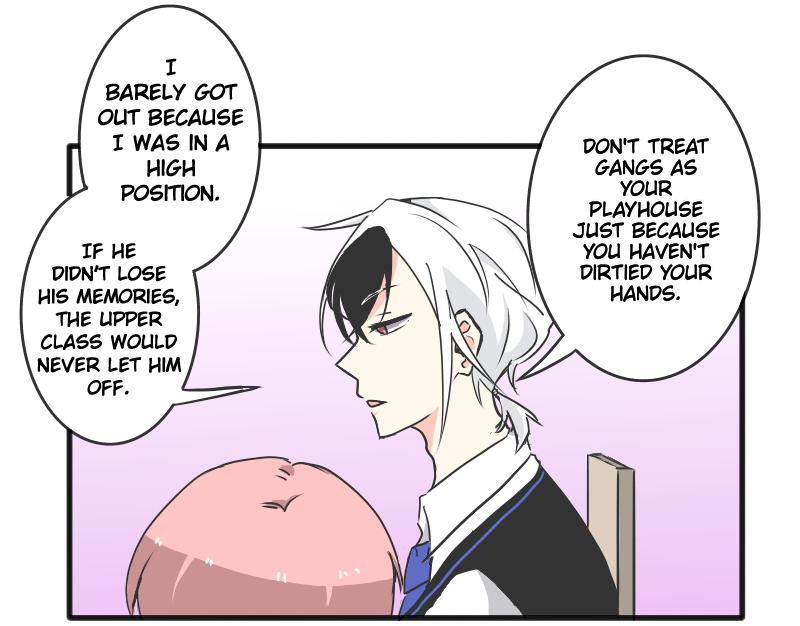 I
BARELY GOT
OUT BECAUSE
I WAS IN A
HIGH
POSITION.
IF HE
DIDN'T LOSE
HIS MEMORIES,
THE UPPER
CLASS WOULD
NEVER LET HIM
OFF.
DON'T TREAT
GANGS AS
YOUR
PLAYHOUSE
JUST BECAUSE
YOU HAVEN'T
DIRTIED YOUR
HANDS.